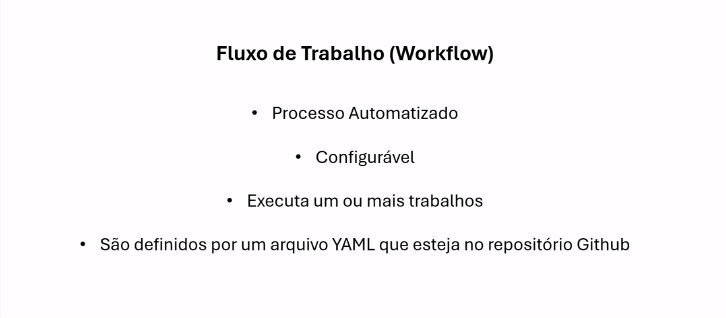 Fluxo de Trabalho (Workflow)
• Processo Automatizado
• Configurável
• Executa um ou mais trabalhos
• São definidos por um arquivo YAML que esteja no repositório Github